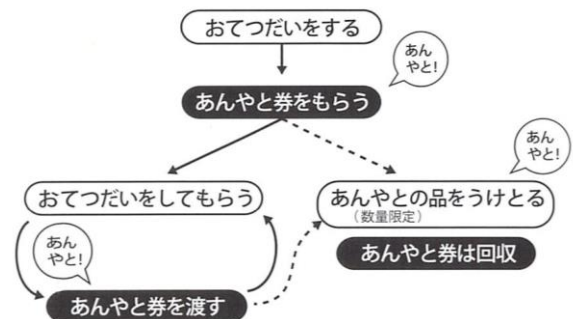 おてつだいをする
あん
やと!
あんやと券をもらう
あん
やと!
おてつだいをしてもらう
あんやとの品をうけとる
（数量限定）
あん
やと!
あんやと券は回収
あんやと券を渡す